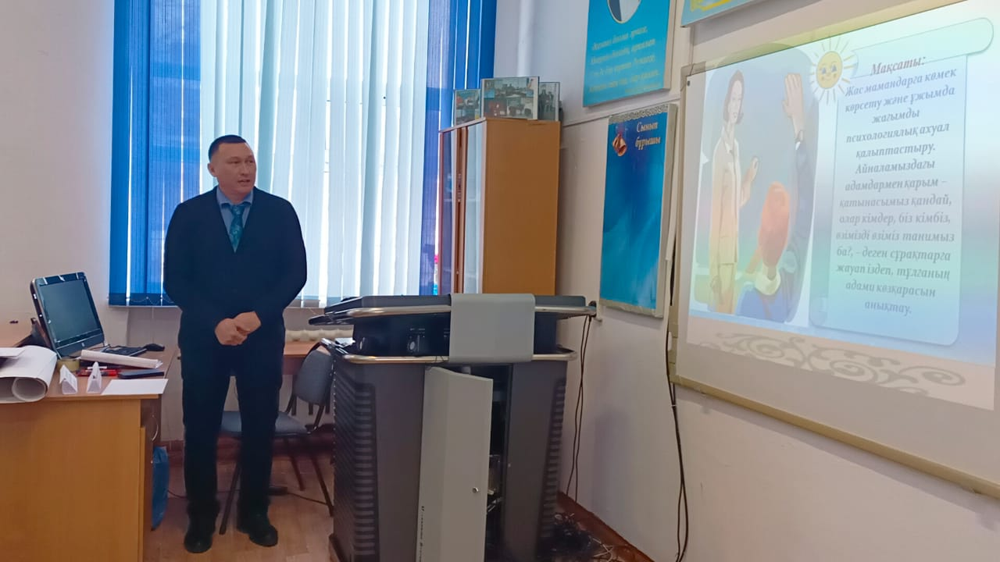 Сынып
бұрышы
Мақсаты:
Жас мамандарға көмек
көрсету және ұжымда
жағымды
психологиялық ахуал
қалыптастыру.
Айналамыздағы
адамдармен қарым –
қатынасымыз қандай,
олар кімдер, біз кімбіз,
өзімізді өзіміз танимыз
ба?, - деген сұрақтарға
жауап іздеп, тұлғаның
адами көзқарасын
анықтау.